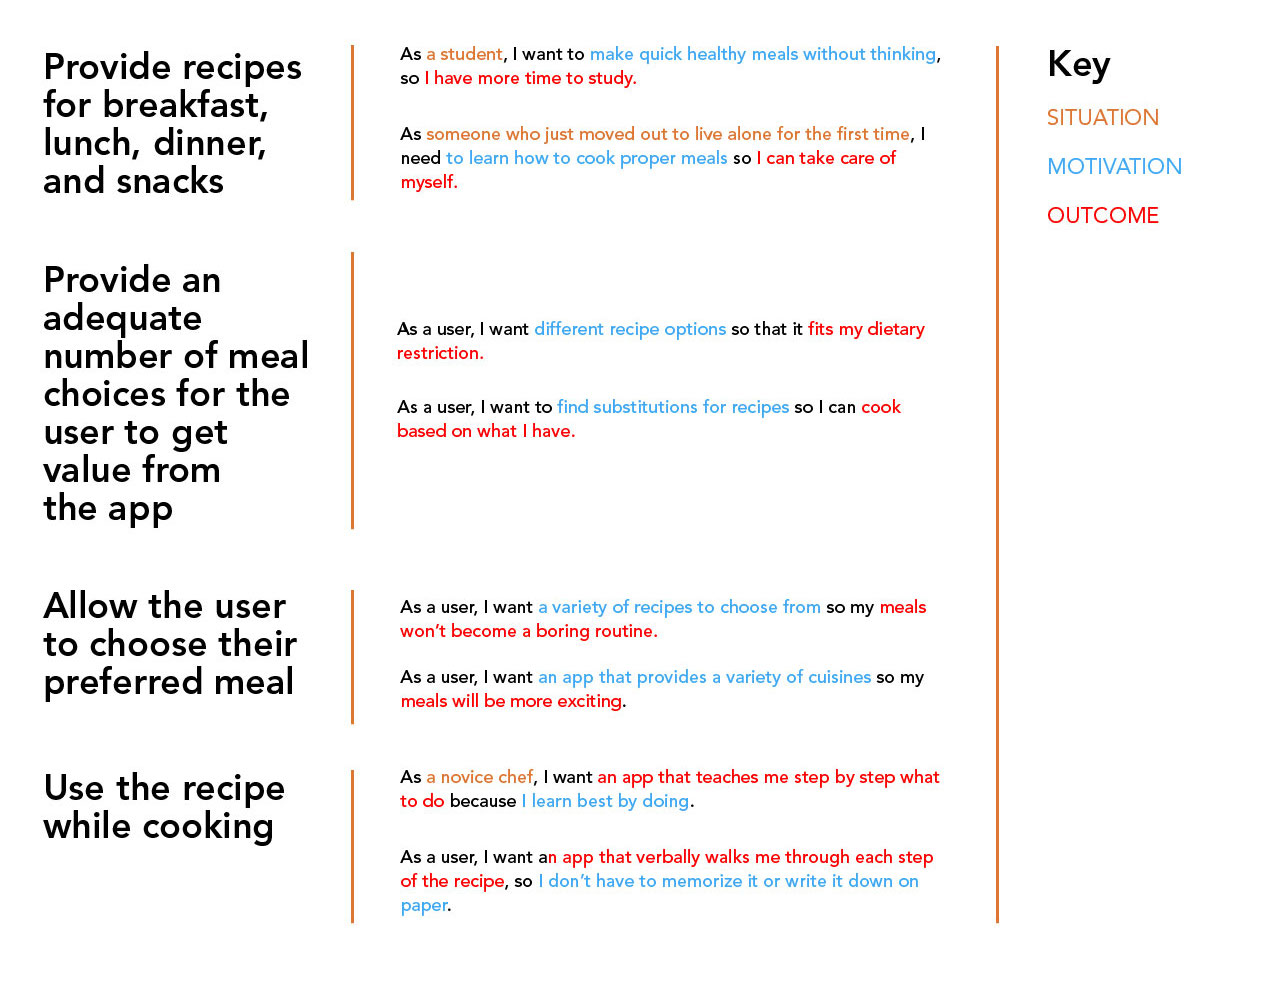 Provide recipes
for breakfast,
lunch, dinner,
and snacks
As a student, I want to make quick healthy meals without thinking,
so I have more time to study.
As someone who just moved out to live alone for the first time, I
need to learn how to cook proper meals so I can take care of
myself.
Provide an
adequate
number of meal
choices for the
user to get
value from
the app
As a user, I want different recipe options so that it fits my dietary
restriction.
As a user, I want to find substitutions for recipes so I can cook
based on what I have.
Allow the user
to choose their
preferred meal
As a user, I want a variety of recipes to choose from so my meals
won’t become a boring routine.
As a user, I want an app that provides a variety of cuisines so my
meals will be more exciting.
Use the recipe
while cooking
As a novice chef, I want an app that teaches me step by step what
to do because I learn best by doing.
As a user, I want an app that verbally walks me through each step
of the recipe, so I don’t have to memorize it or write it down on
paper.
Key
SITUATION
MOTIVATION
OUTCOME